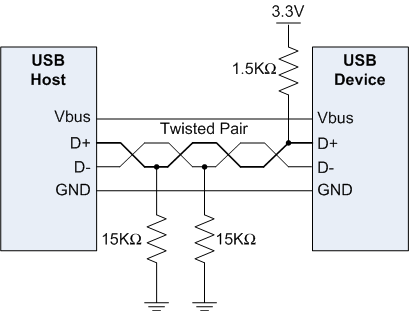 3.3V
USB
Host
1.5KΩ
USB
Device
Vbus
Vbus
Twisted Pair
D+
D+
D-
D-
GND
GND
15KΩ
15KΩ